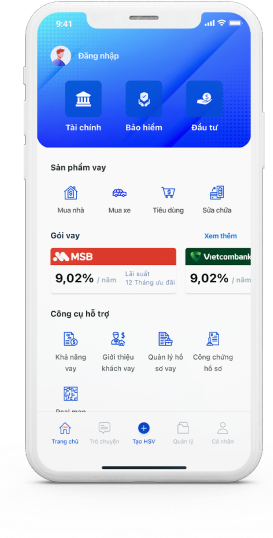 9:41
Đăng nhập
Tài chính
Bảo hiểm
Đầu tư
Sản phẩm vay
Mua nhà
Mua xe
Tiêu dùng
Sửa chữa
Gói vay
Xem thêm
MSB
9,02% / năm
Lãi suất
12 Tháng ưu đãi
Vietcombank
9,02% / năm
Công cụ hỗ trợ
Khả năng
vay
Giới thiệu
khách vay
Quản lý hồ
sơ vay
Công chứng
hồ sơ
Trang chủ
Trò chuyện
Tạo HSV
Quản lý
Cá nhân